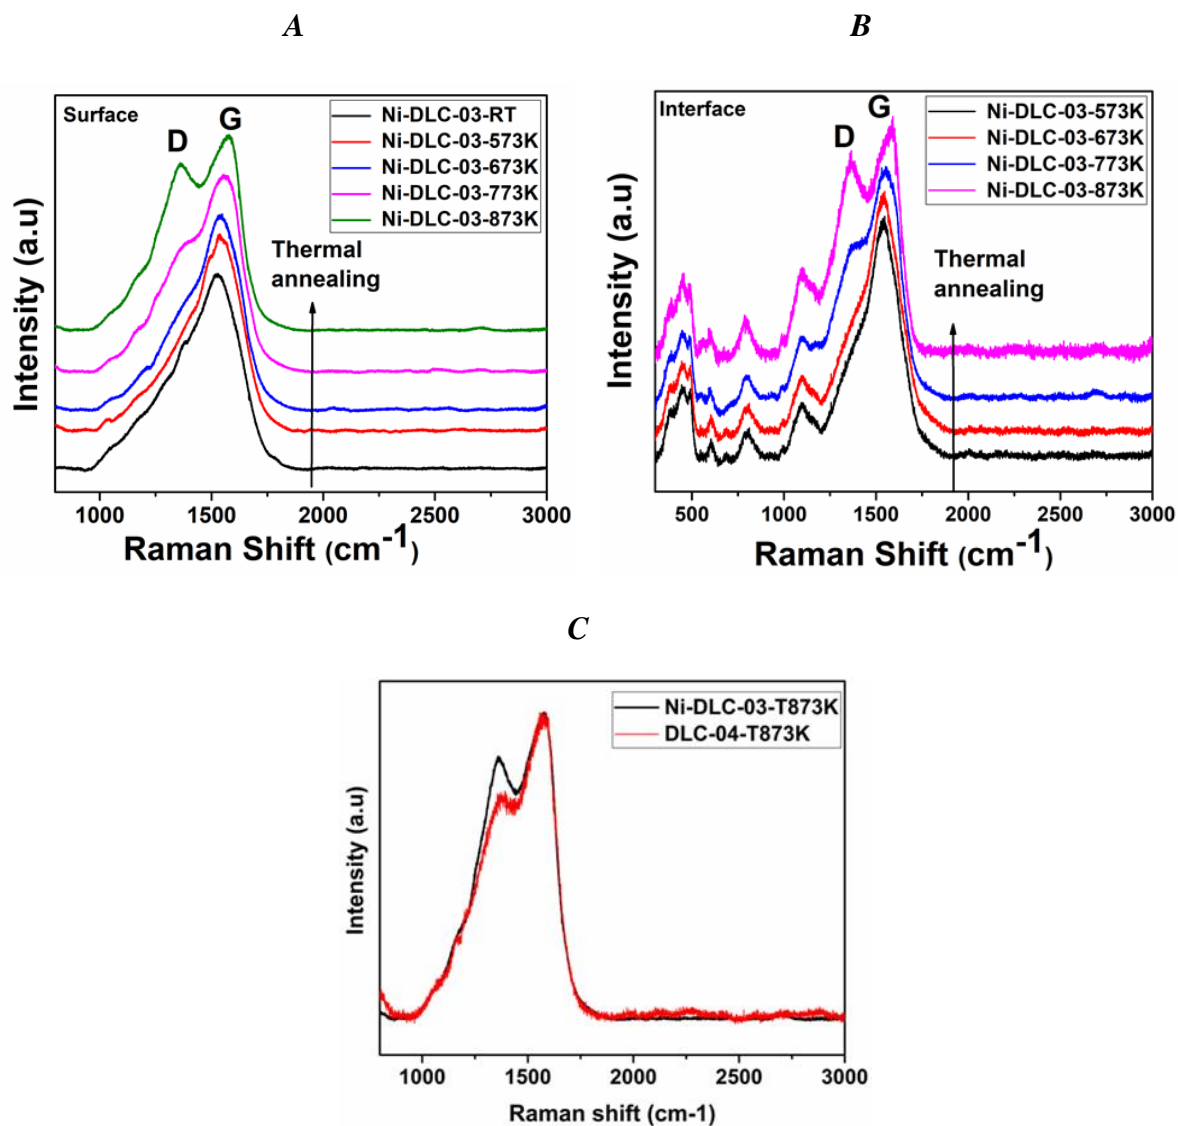 A
B
Surface
D
G
Ni-DLC-03-RT
Ni-DLC-03-573K
Ni-DLC-03-673K
Ni-DLC-03-773K
Ni-DLC-03-873K
Thermal
annealing
Intensity (a.u)
1000 1500 2000 2500 3000
Raman Shift (cm-1)
Interface
D
G
Ni-DLC-03-573K
Ni-DLC-03-673K
Ni-DLC-03-773K
Ni-DLC-03-873K
Thermal
annealing
Intensity (a.u)
500 1000 1500 2000 2500 3000
Raman Shift (cm-1)
C
Ni-DLC-03-T873K
DLC-04-T873K
Intensity (a.u)
1000 1500 2000 2500 3000
Raman shift (cm-1)